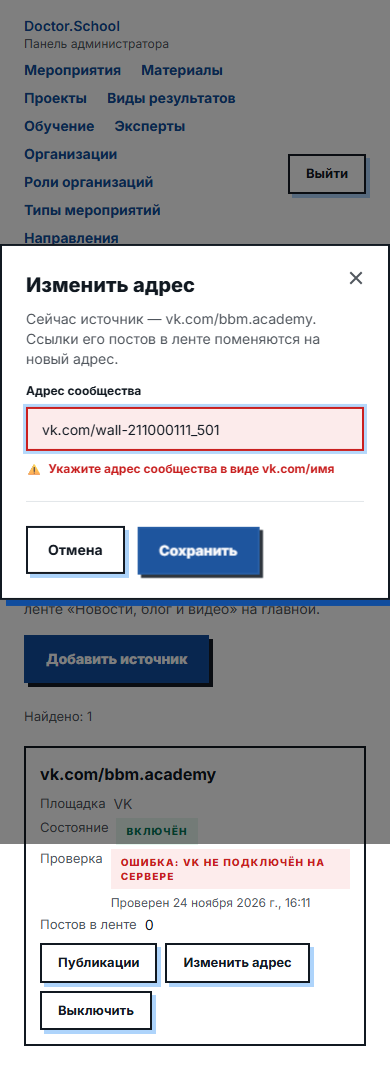 Doctor.School
Панель администратора
Мероприятия Материалы
Проекты Виды результатов
Обучение Эксперты
Организации
Выйти
Роли организаций
Типы мероприятий
Направления
Изменить адрес
Сейчас источник — vk.com/bbm.academy.
Ссылки его постов в ленте поменяются на
новый адрес.
Адрес сообщества
vk.com/wall-211000111_501
Укажите адрес сообщества в виде vk.com/имя
Отмена Сохранить
ленте «Новости, блог и видео» на главной.
Добавить источник
Найдено: 1
vk.com/bbm.academy
Площадка VK
Состояние ВКЛЮЧЁН
Проверка ОШИБКА: VK НЕ ПОДКЛЮЧЁН НА
СЕРВЕРЕ
Проверен 24 ноября 2026 г., 16:11
Постов в ленте 0
Публикации Изменить адрес
Выключить